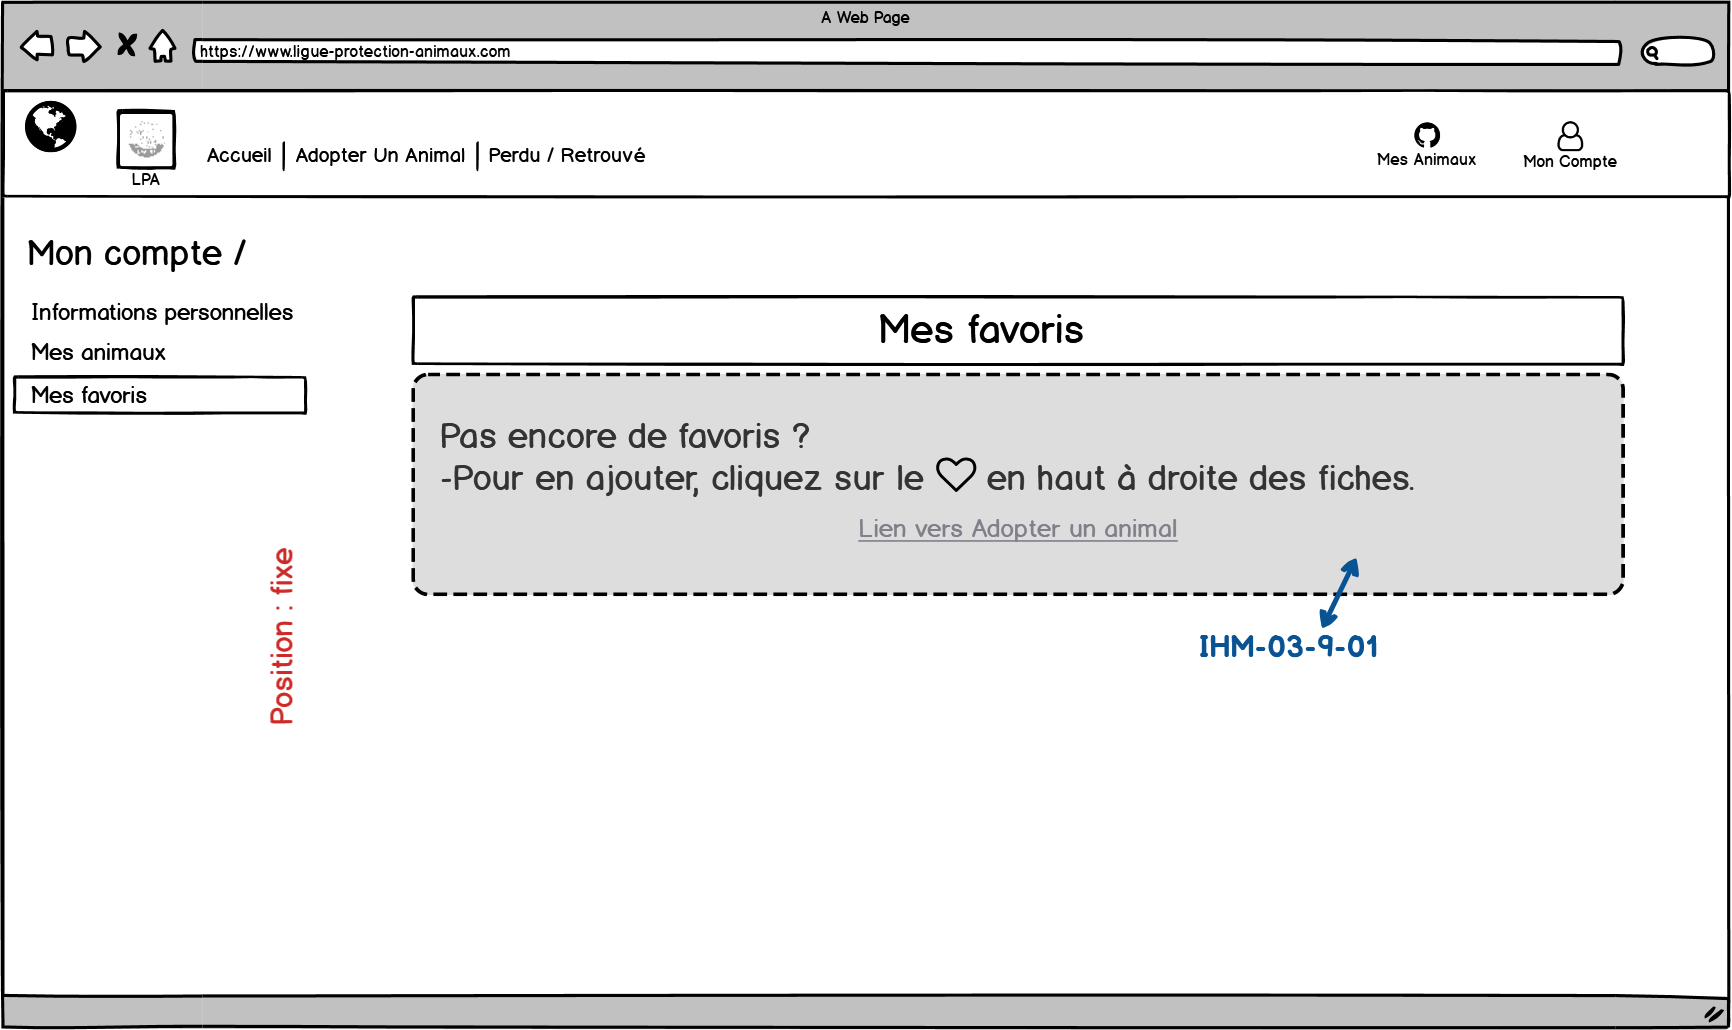 A Web Page
https://www.ligue-protection-animaux.com
LPA
Accueil | Adopter Un Animal | Perdu / Retrouvé
Mes Animaux
Mon Compte
Mon compte /
Informations personnelles
Mes animaux
Mes favoris
Position : fixe
Mes favoris
Pas encore de favoris ?
-Pour en ajouter, cliquez sur le en haut à droite des fiches.
Lien vers Adopter un animal
IHM-03-9-01